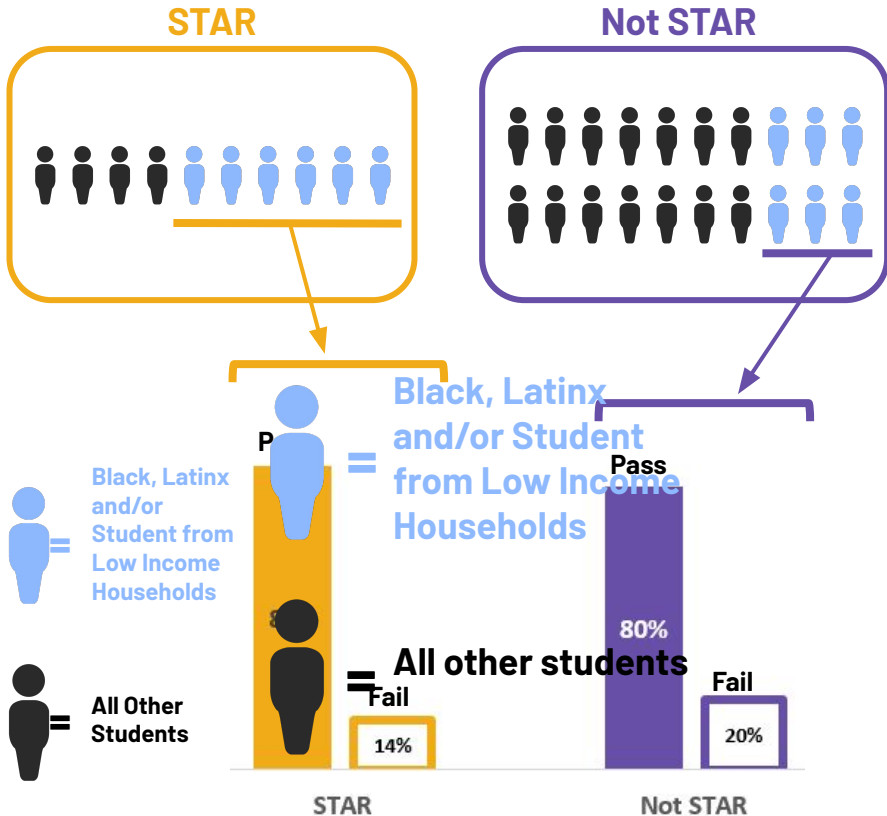 STAR
Not STAR
Black, Latinx
and/or Student
from Low Income
Households
Pass
Black, Latinx
and/or
Student from
Low Income
Households
=
=
80%
All other students
=
Fail
Fail
All Other
Students
=
14%
20%
STAR
Not STAR